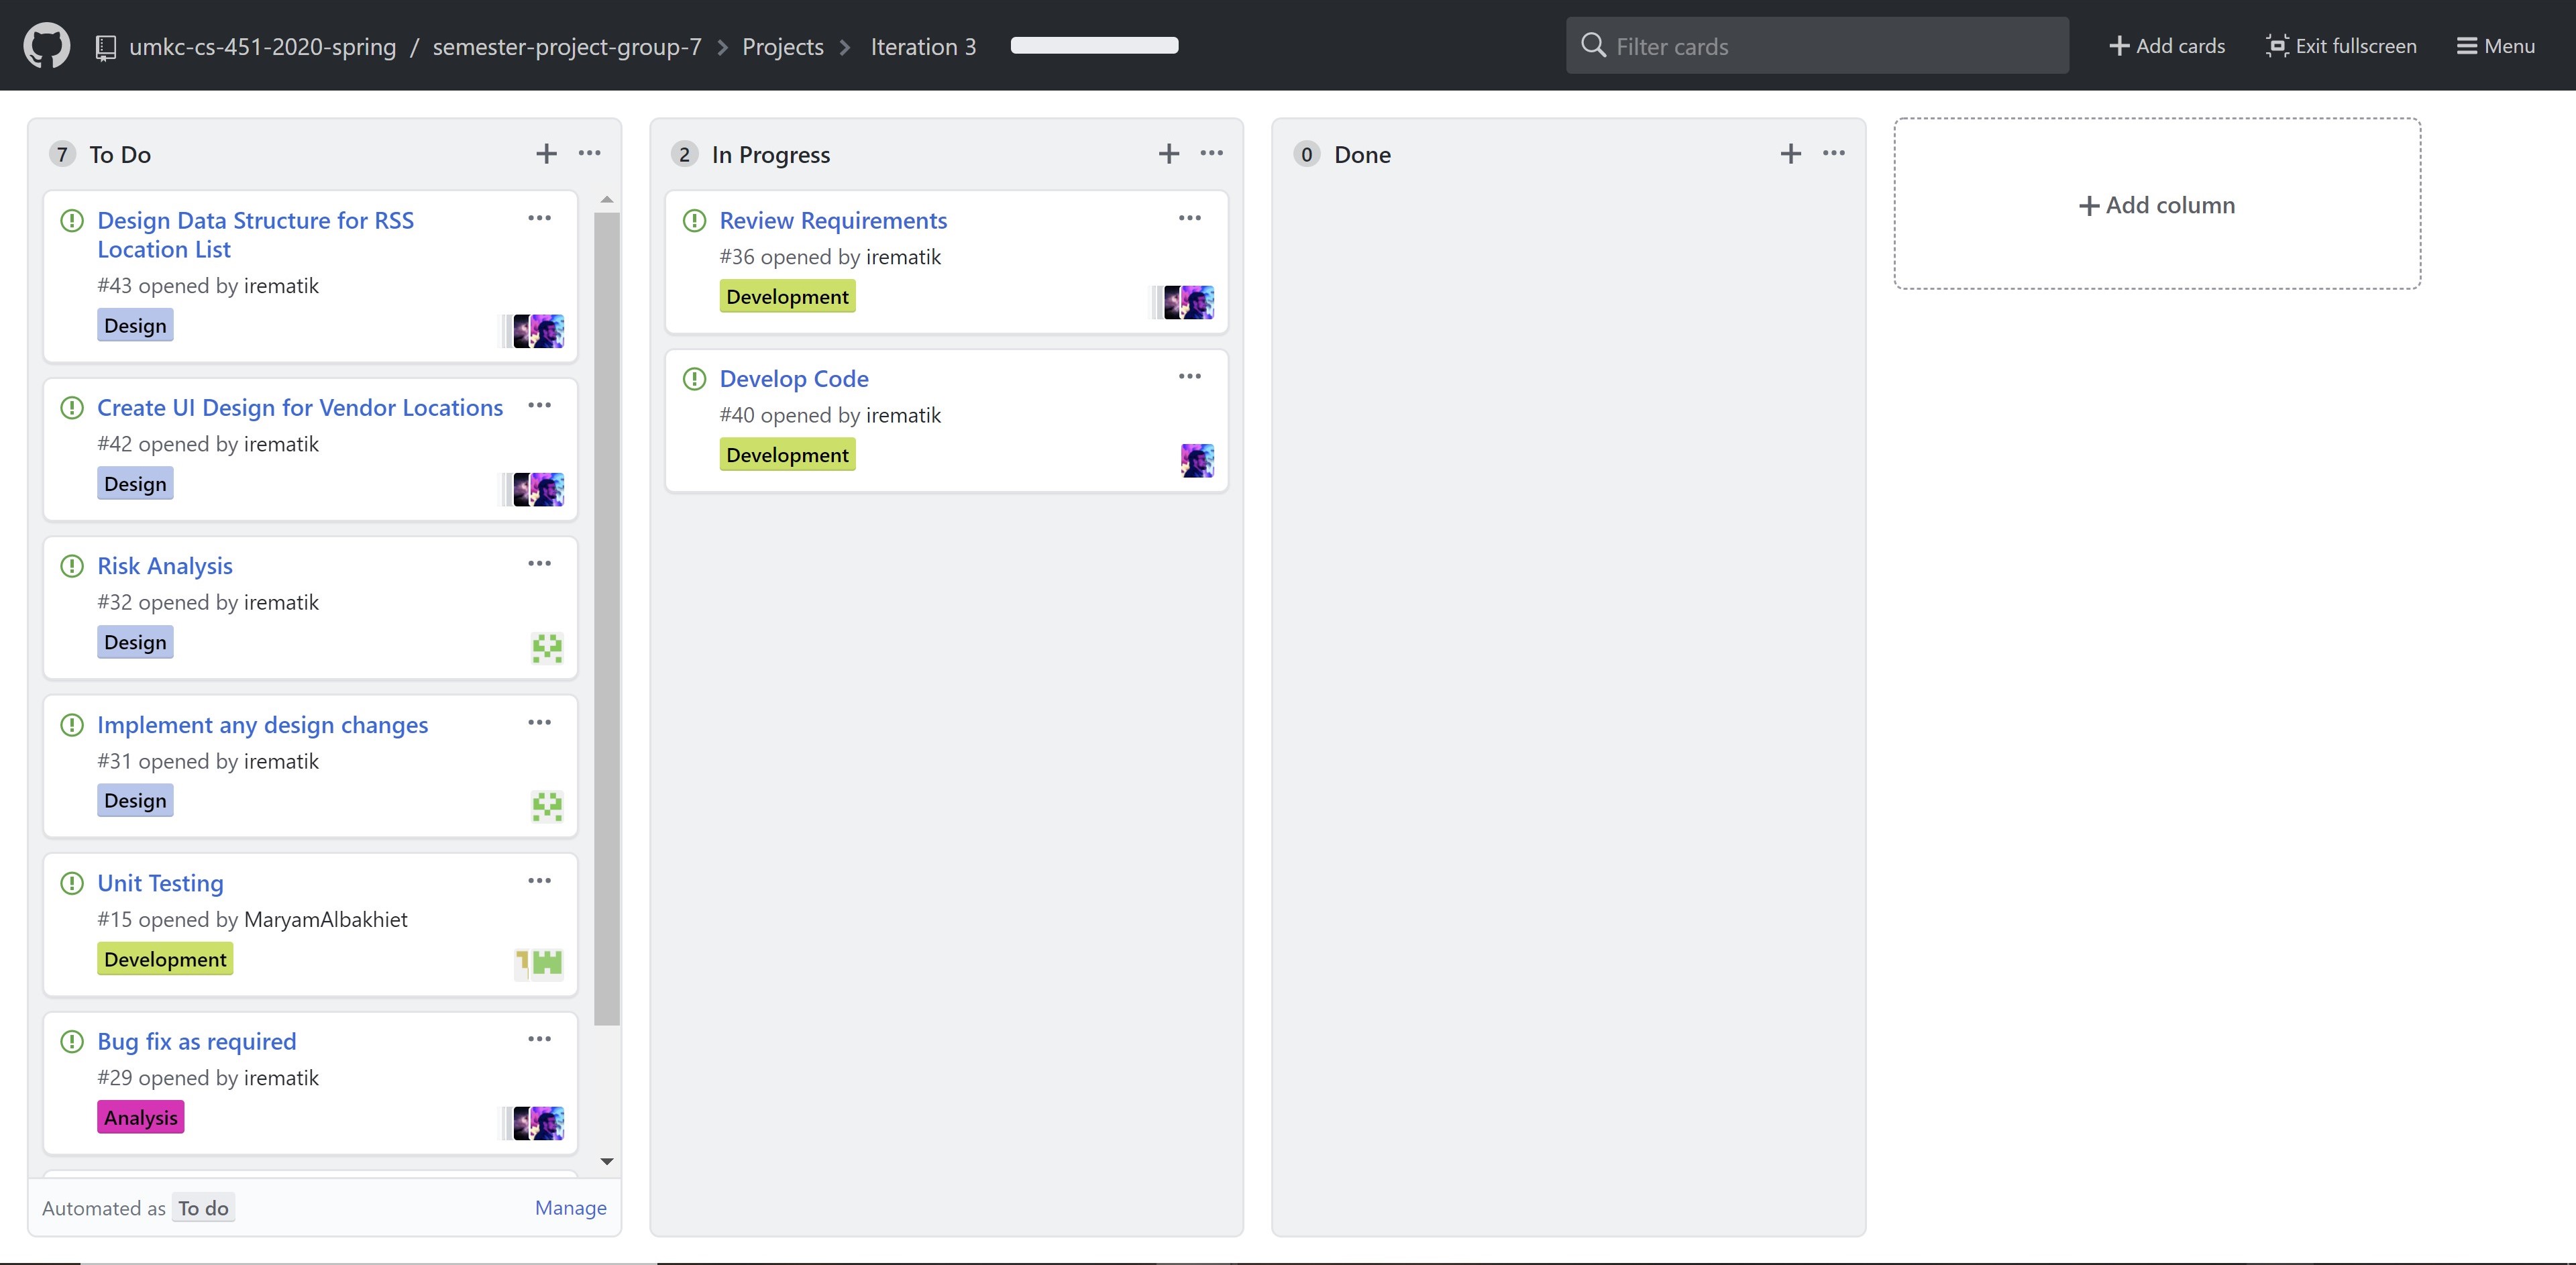 umkc-cs-451-2020-spring / semester-project-group-7 > Projects > Iteration 3
Filter cards
Add cards
Exit fullscreen
Menu
7 To Do
Design Data Structure for RSS
Location List
#43 opened by irematik
Design
Create UI Design for Vendor Locations
#42 opened by irematik
Design
Risk Analysis
#32 opened by irematik
Design
Implement any design changes
#31 opened by irematik
Design
Unit Testing
#15 opened by MaryamAlbakhiet
Development
Bug fix as required
#29 opened by irematik
Analysis
Automated as To do
Manage
2 In Progress
Review Requirements
#36 opened by irematik
Development
Develop Code
#40 opened by irematik
Development
0 Done
Add column